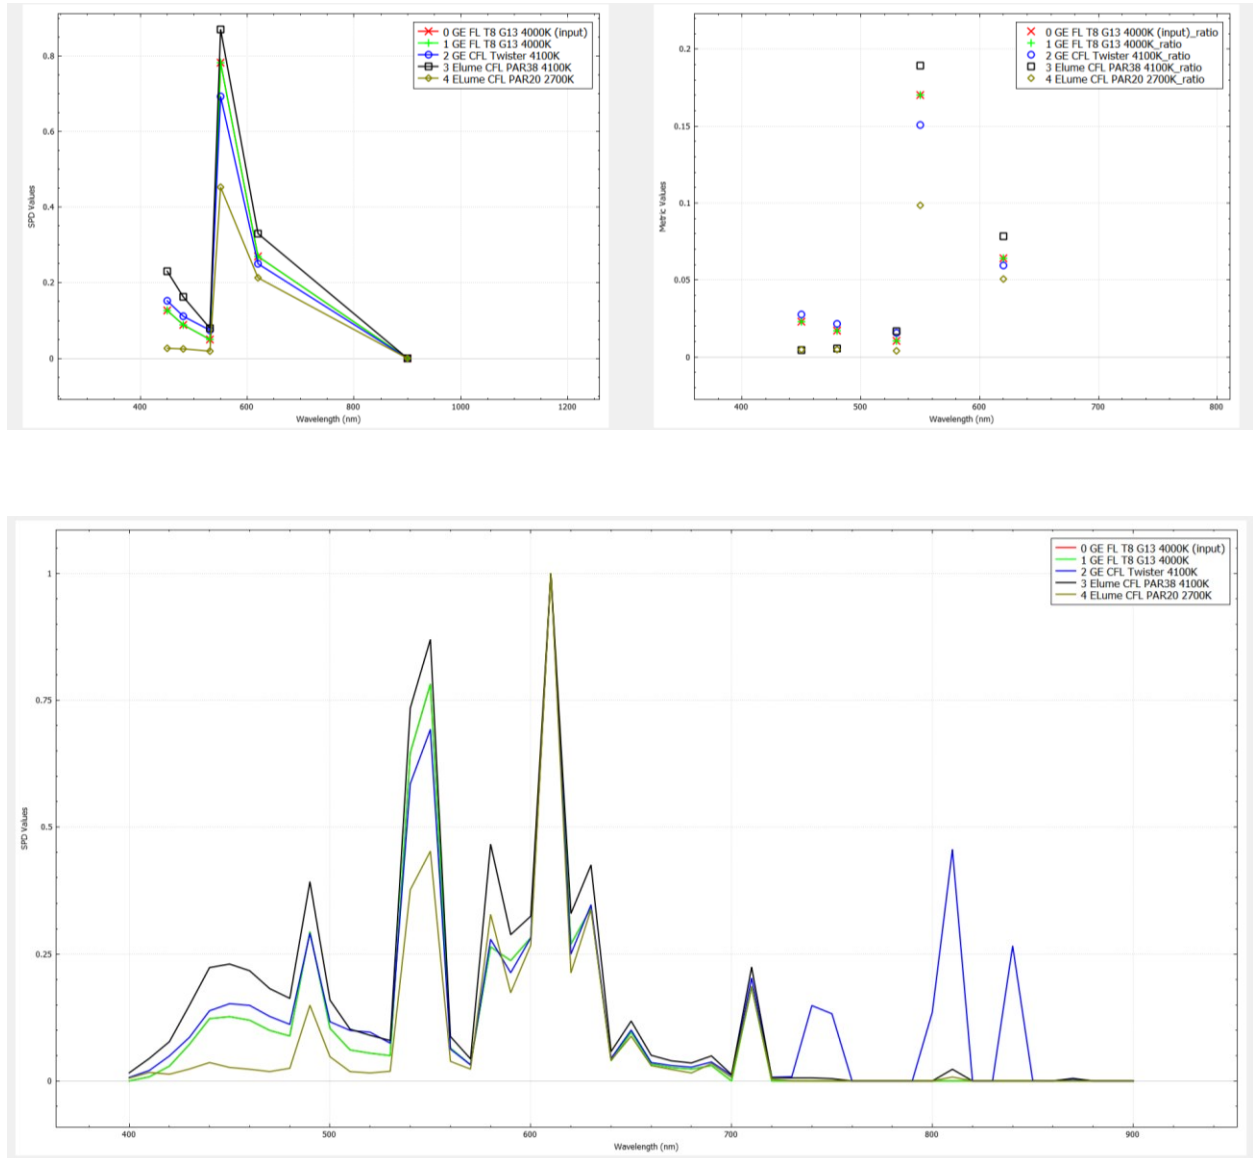 0 GE FL T8 G13 4000K (input)
1 GE FL T8 G13 4000K
2 GE CFL Twister 4100K
3 Elume CFL PAR38 4100K
4 ELume CFL PAR20 2700K
SPD Values
0.8
0.6
0.4
0.2
0
400
600
800
1000
1200
Wavelength (nm)
0 GE FL T8 G13 4000K (input)_ratio
1 GE FL T8 G13 4000K_ratio
2 GE CFL Twister 4100K_ratio
3 Elume CFL PAR38 4100K_ratio
4 ELume CFL PAR20 2700K_ratio
Metric Values
0.2
0.15
0.1
0.05
0
400
500
600
700
800
Wavelength (nm)
0 GE FL T8 G13 4000K (input)
1 GE FL T8 G13 4000K
2 GE CFL Twister 4100K
3 Elume CFL PAR38 4100K
4 ELume CFL PAR20 2700K
SPD Values
1
0.75
0.5
0.25
0
400
500
600
700
800
900
Wavelength (nm)